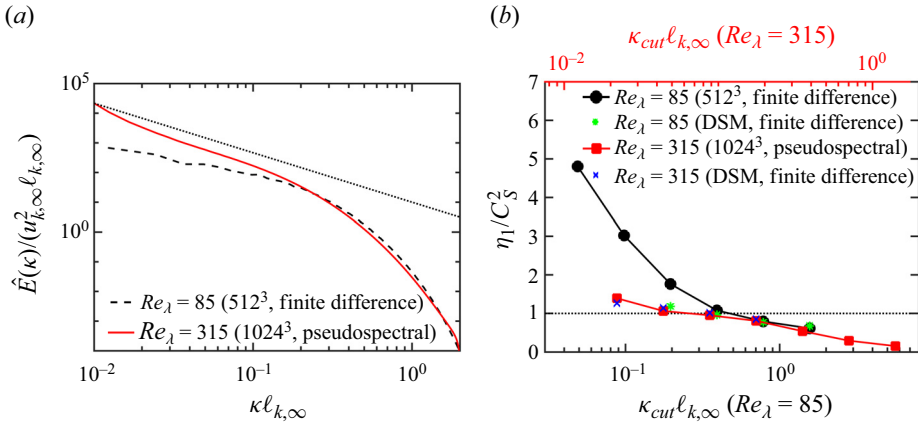 (a)
10^5
10^0
Ê(κ)/(u²_{k,∞}ℓ_{k,∞})
Re_λ = 85 (512³, finite difference)
Re_λ = 315 (1024³, pseudospectral)
10^{−2} 10^{−1} 10^0
κℓ_{k,∞}
(b)
κ_{cut}ℓ_{k,∞} (Re_λ = 315)
10^{−2} 10^0
7
6
5
4
3
2
1
0
η_1/C_S^2
Re_λ = 85 (512³, finite difference)
Re_λ = 85 (DSM, finite difference)
Re_λ = 315 (1024³, pseudospectral)
Re_λ = 315 (DSM, finite difference)
10^{−1} 10^0
κ_{cut}ℓ_{k,∞} (Re_λ = 85)